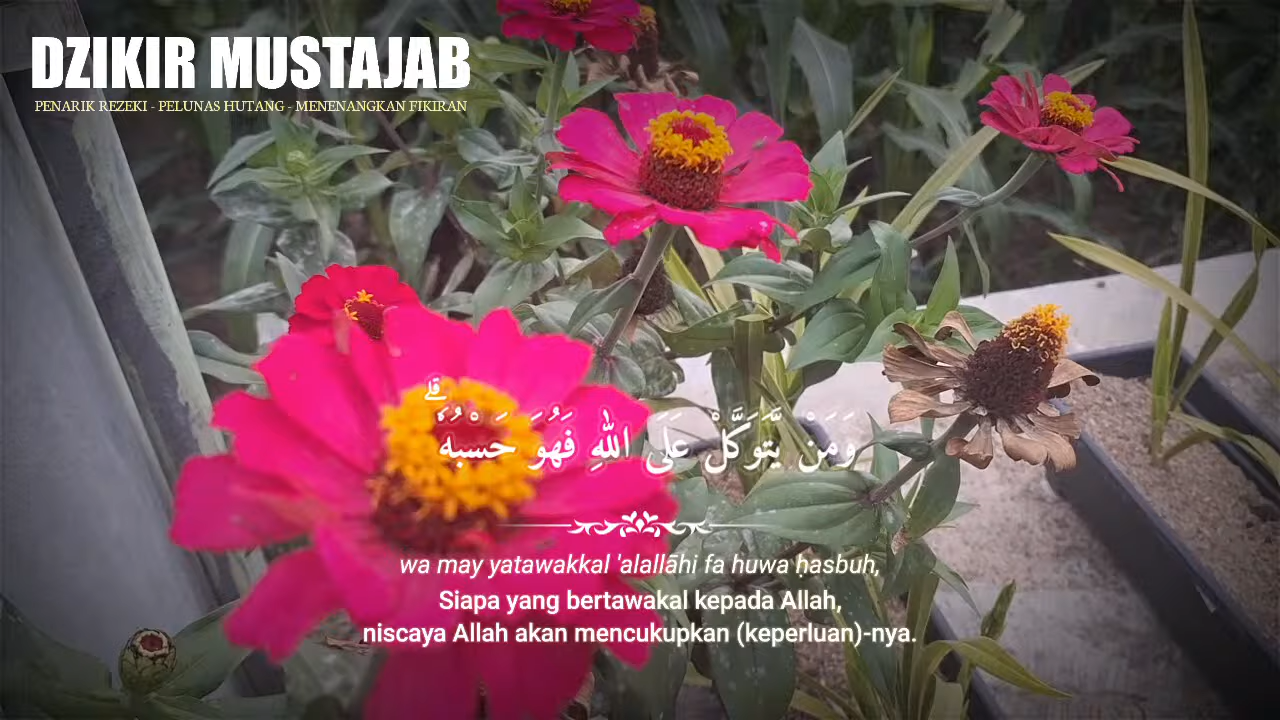 DZIKIR MUSTAJAB
PENARIK REZEKI - PELUNAS HUTANG - MENENANGKAN FIKIRAN
وَمَنْ يَّتَوَكَّلْ عَلَى اللّٰهِ فَهُوَ حَسْبُهٗ ۗ
wa may yatawakkal 'alallāhi fa huwa ḥasbuh,
Siapa yang bertawakal kepada Allah,
niscaya Allah akan mencukupkan (keperluan)-nya.